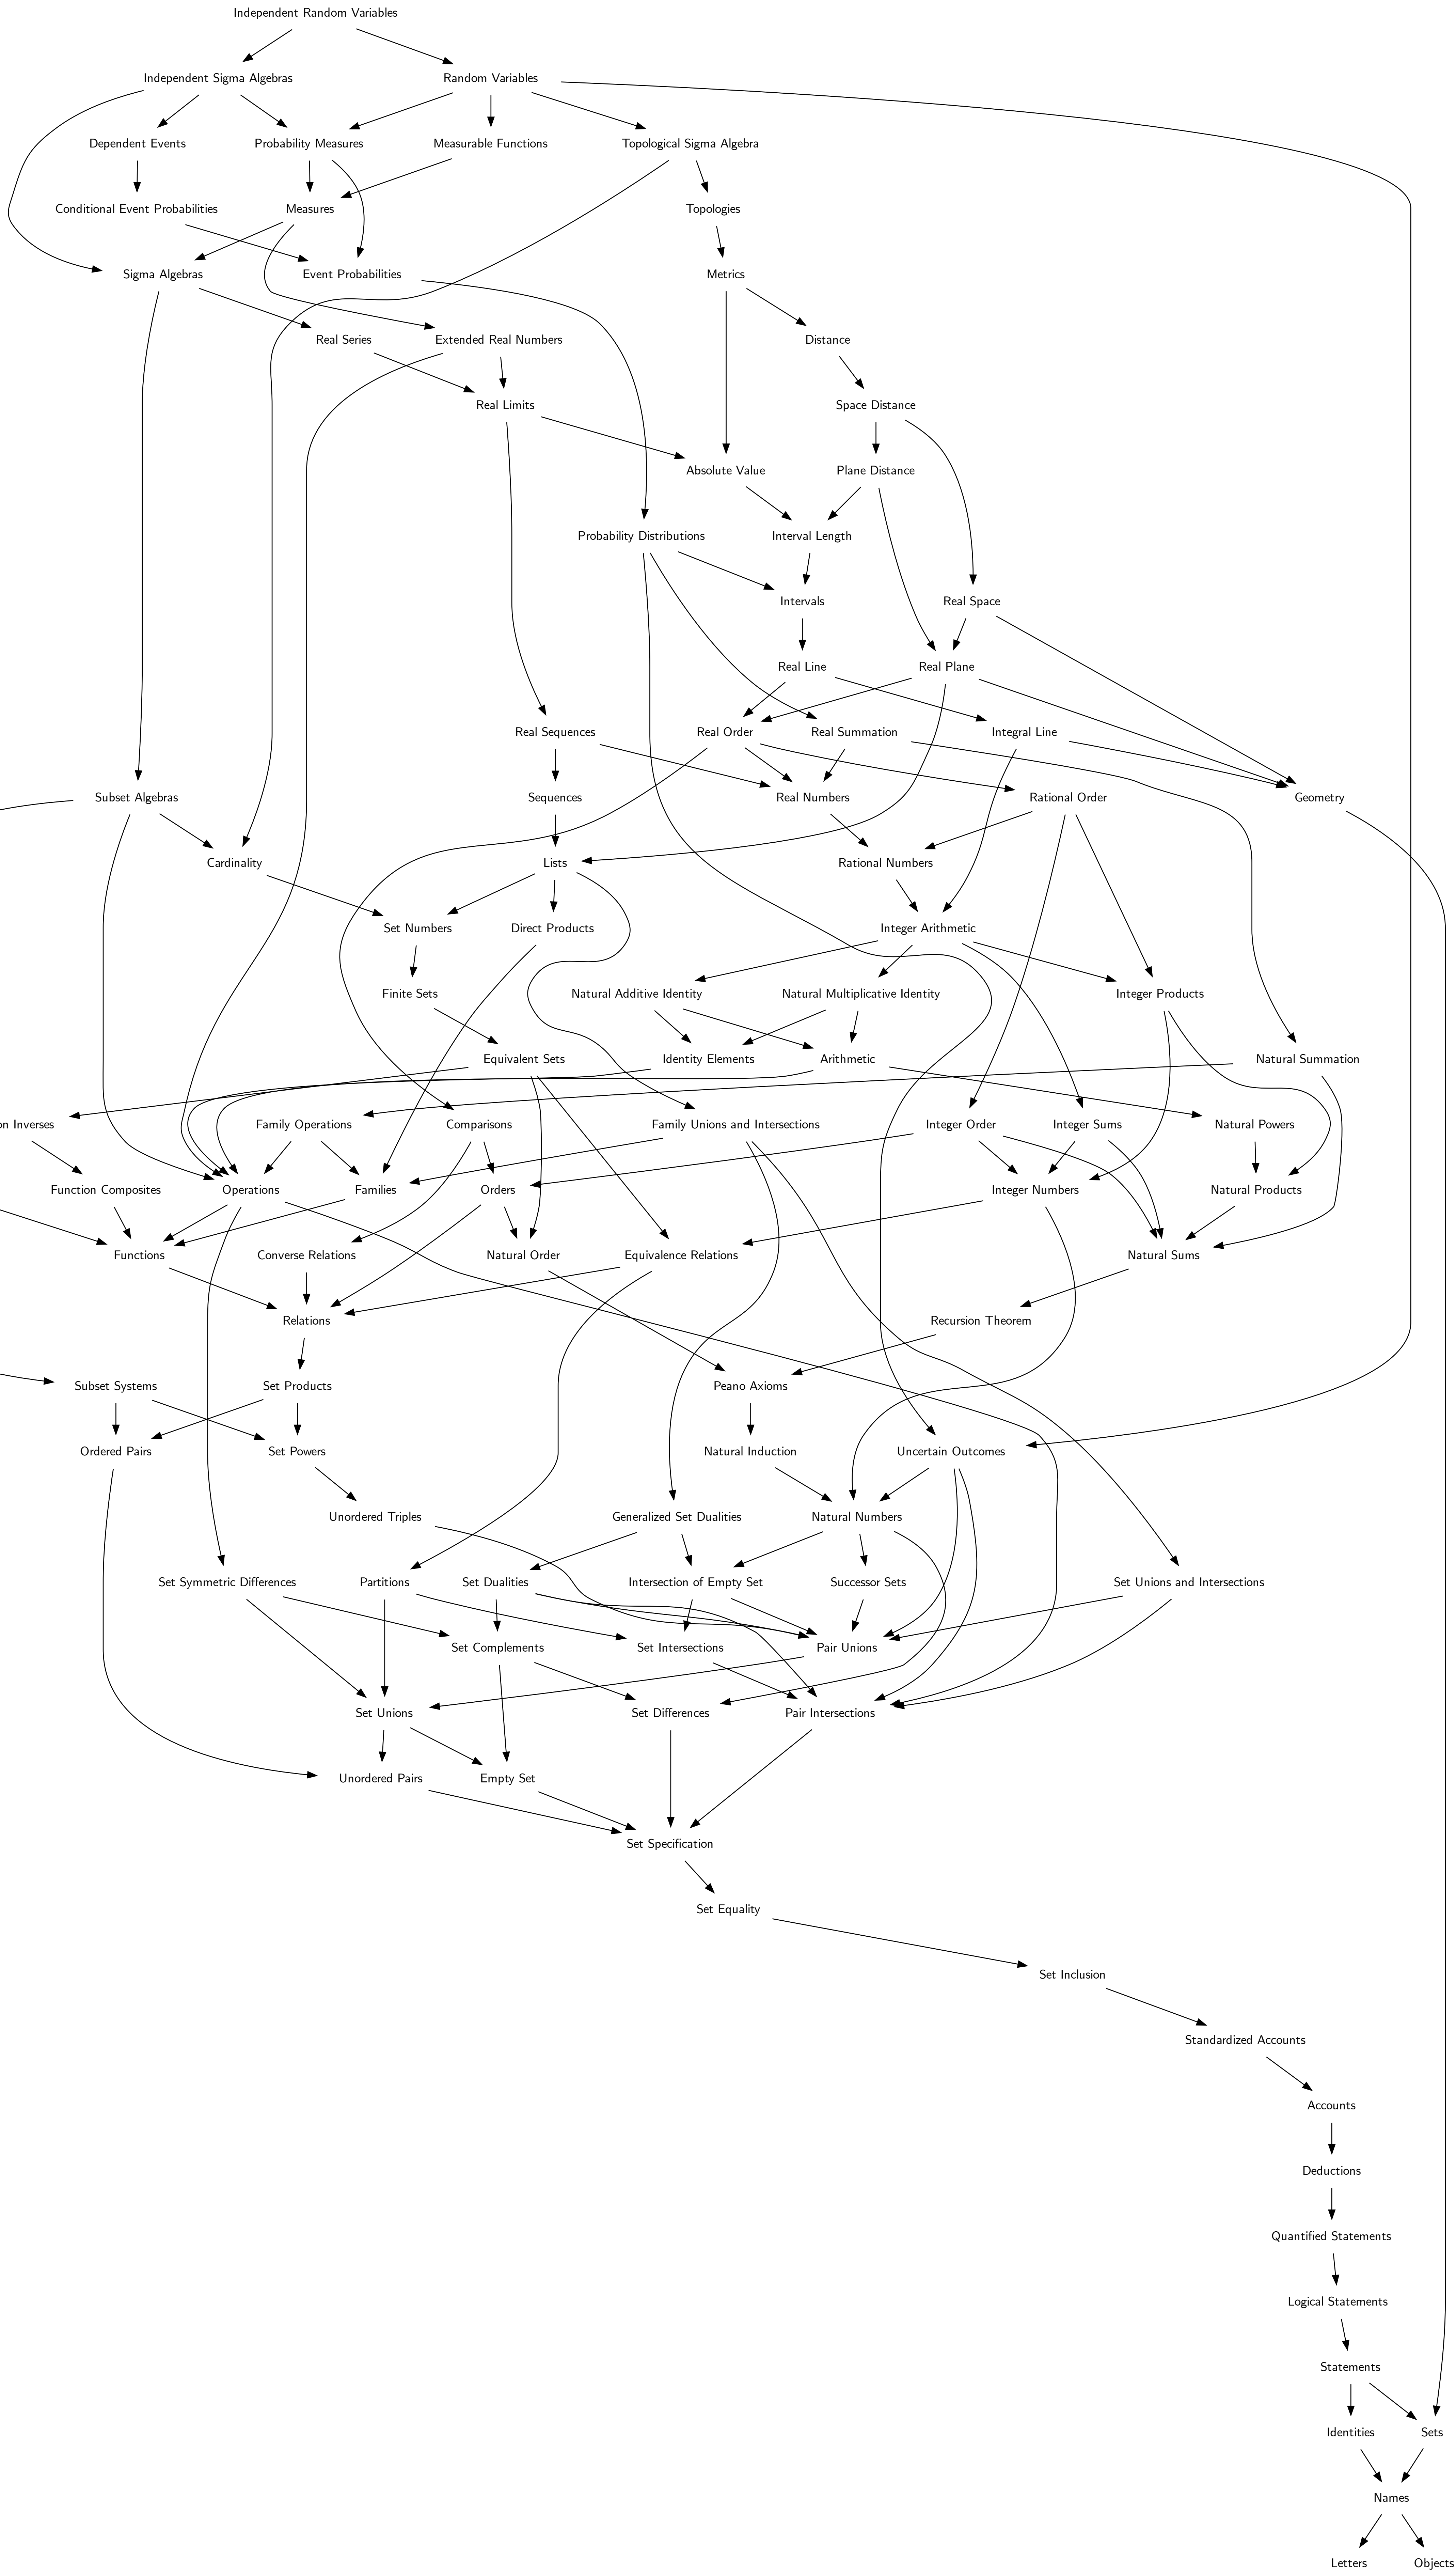 Independent Random Variables
Independent Sigma Algebras
Random Variables
Dependent Events
Probability Measures
Measurable Functions
Topological Sigma Algebra
Conditional Event Probabilities
Measures
Topologies
Sigma Algebras
Event Probabilities
Metrics
Real Series
Extended Real Numbers
Distance
Real Limits
Space Distance
Absolute Value
Plane Distance
Probability Distributions
Interval Length
Intervals
Real Space
Real Line
Real Plane
Real Sequences
Real Order
Real Summation
Integral Line
Subset Algebras
Sequences
Real Numbers
Rational Order
Geometry
Cardinality
Lists
Rational Numbers
Set Numbers
Direct Products
Integer Arithmetic
Finite Sets
Natural Additive Identity
Natural Multiplicative Identity
Integer Products
Equivalent Sets
Identity Elements
Arithmetic
Natural Summation
on Inverses
Family Operations
Comparisons
Family Unions and Intersections
Integer Order
Integer Sums
Natural Powers
Function Composites
Operations
Families
Orders
Integer Numbers
Natural Products
Functions
Converse Relations
Natural Order
Equivalence Relations
Natural Sums
Relations
Recursion Theorem
Subset Systems
Set Products
Peano Axioms
Ordered Pairs
Set Powers
Natural Induction
Uncertain Outcomes
Unordered Triples
Generalized Set Dualities
Natural Numbers
Set Symmetric Differences
Partitions
Set Dualities
Intersection of Empty Set
Successor Sets
Set Unions and Intersections
Set Complements
Set Intersections
Pair Unions
Set Unions
Set Differences
Pair Intersections
Unordered Pairs
Empty Set
Set Specification
Set Equality
Set Inclusion
Standardized Accounts
Accounts
Deductions
Quantified Statements
Logical Statements
Statements
Identities
Sets
Names
Letters
Objects